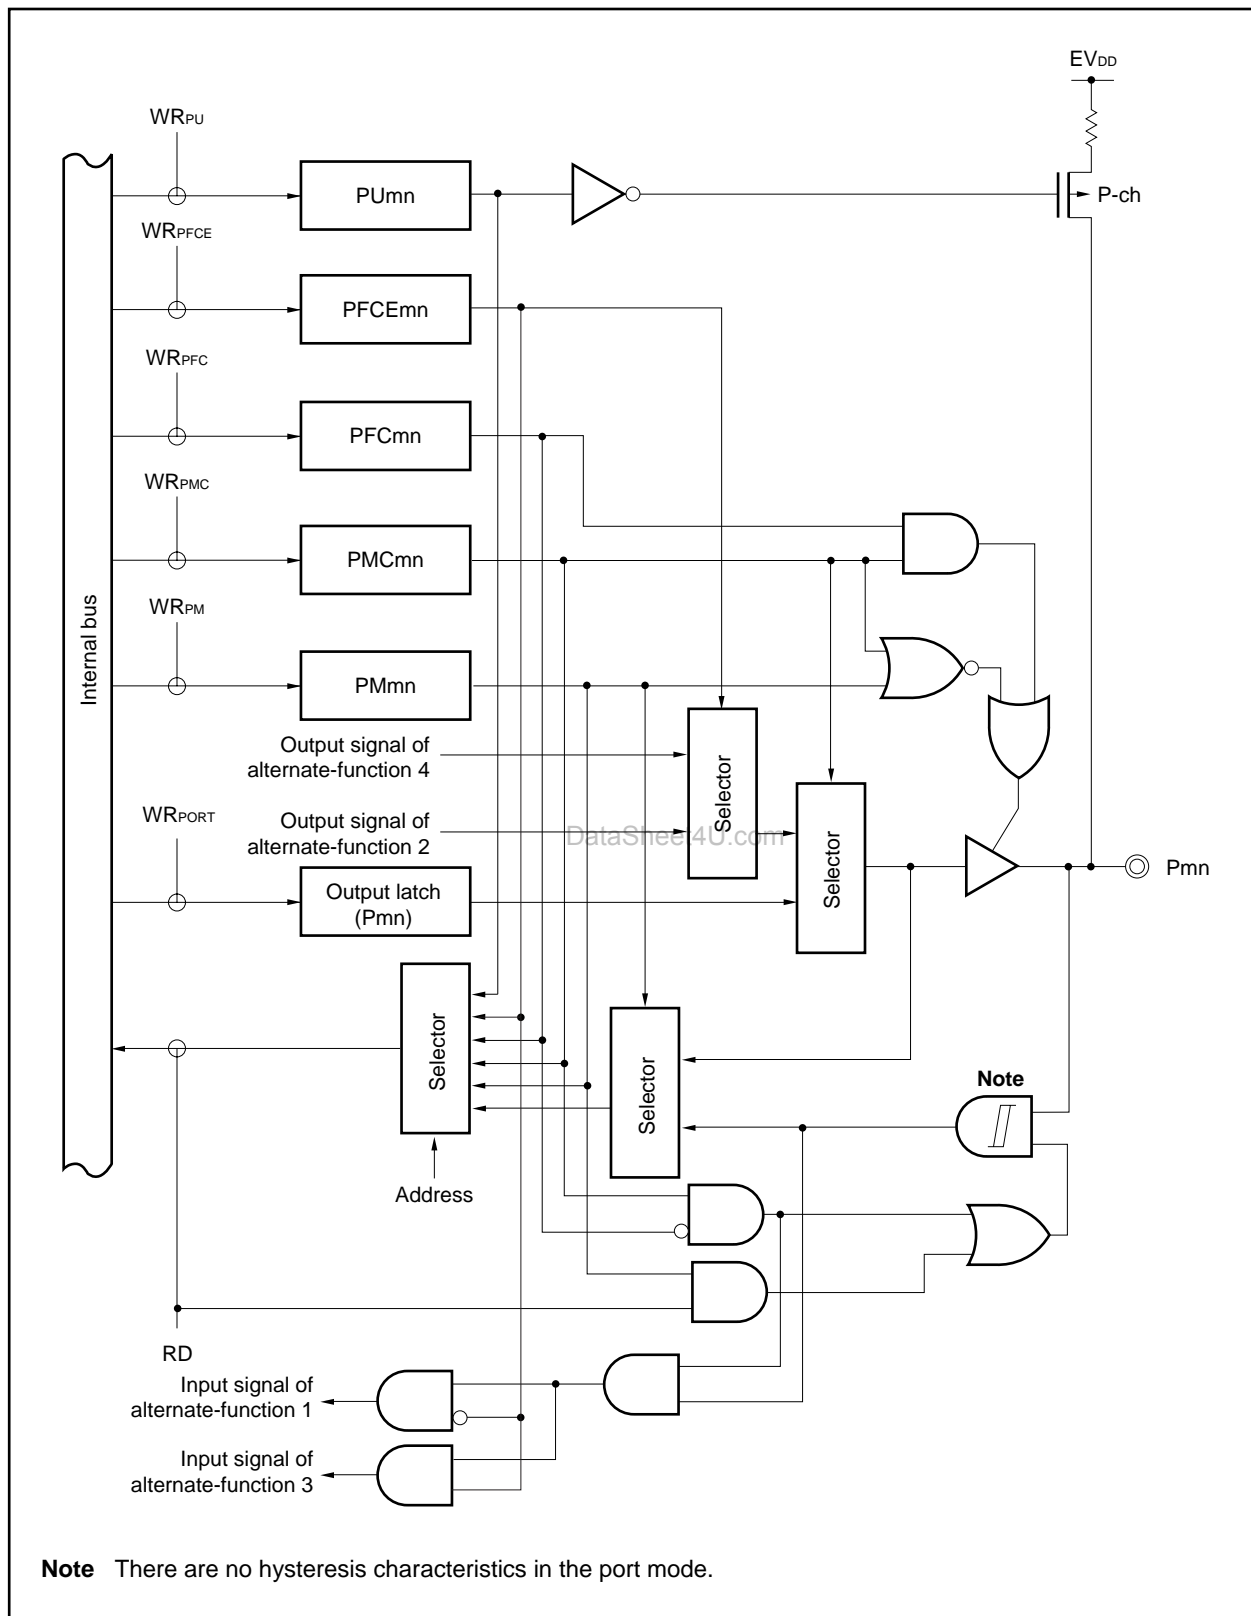 EVDD
WRPU
PUmn
P-ch
WRPFCE
PFCEmn
WRPFC
PFCmn
WRPMC
PMCmn
WRPM
PMmn
Internal bus
Output signal of
alternate-function 4
Selector
WRPORT
Output signal of
alternate-function 2
DataSheet4U.com
Selector
Pmn
Output latch
(Pmn)
Selector
Selector
Note
Address
RD
Input signal of
alternate-function 1
Input signal of
alternate-function 3
Note There are no hysteresis characteristics in the port mode.